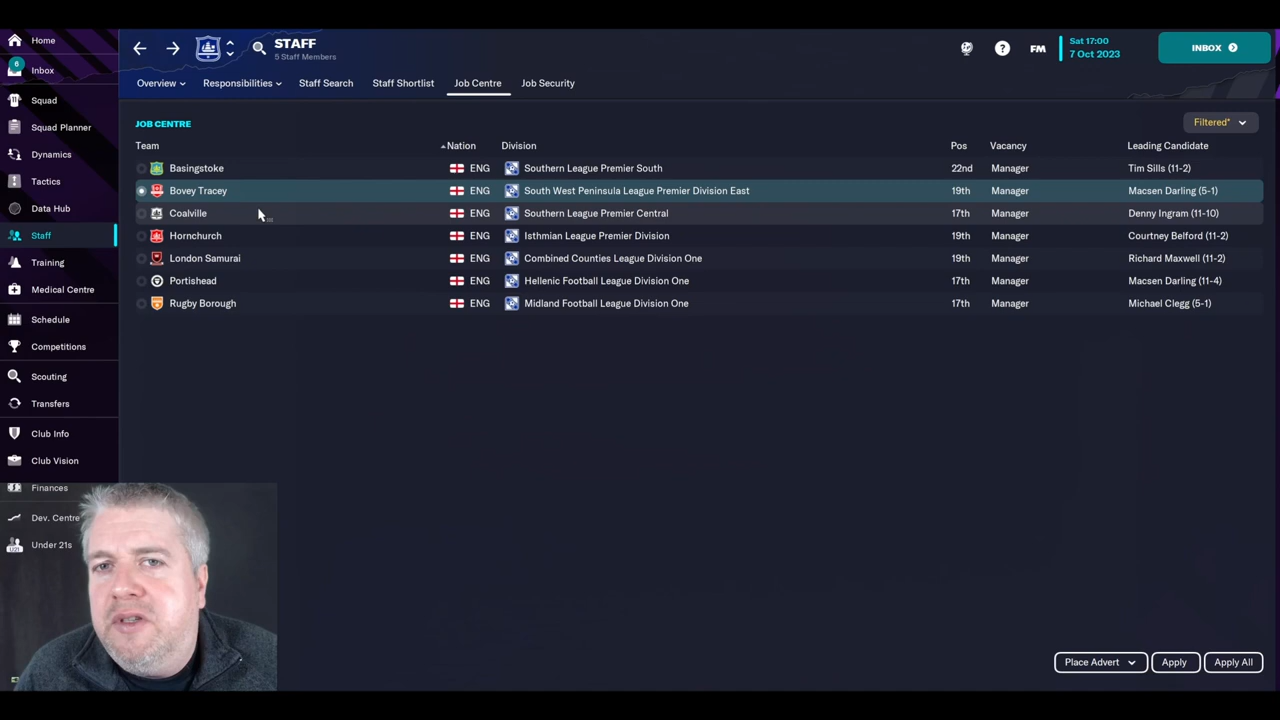 Home
6
Inbox
Squad
Squad Planner
Dynamics
Tactics
Data Hub
Staff
Training
Medical Centre
Schedule
Competitions
Scouting
Transfers
Club Info
Club Vision
Finances
Dev. Centre
U21
Under 21s
STAFF
5 Staff Members
?
FM
Sat 17:00
7 Oct 2023
INBOX
Overview Responsibilities Staff Search Staff Shortlist Job Centre Job Security
JOB CENTRE
Filtered*
Team Nation Division Pos Vacancy Leading Candidate
Basingstoke ENG Southern League Premier South 22nd Manager Tim Sills (11-2)
Bovey Tracey ENG South West Peninsula League Premier Division East 19th Manager Macsen Darling (5-1)
Coalville ENG Southern League Premier Central 17th Manager Denny Ingram (11-10)
Hornchurch ENG Isthmian League Premier Division 19th Manager Courtney Belford (11-2)
London Samurai ENG Combined Counties League Division One 19th Manager Richard Maxwell (11-2)
Portishead ENG Hellenic Football League Division One 17th Manager Macsen Darling (11-4)
Rugby Borough ENG Midland Football League Division One 17th Manager Michael Clegg (5-1)
Place Advert Apply Apply All